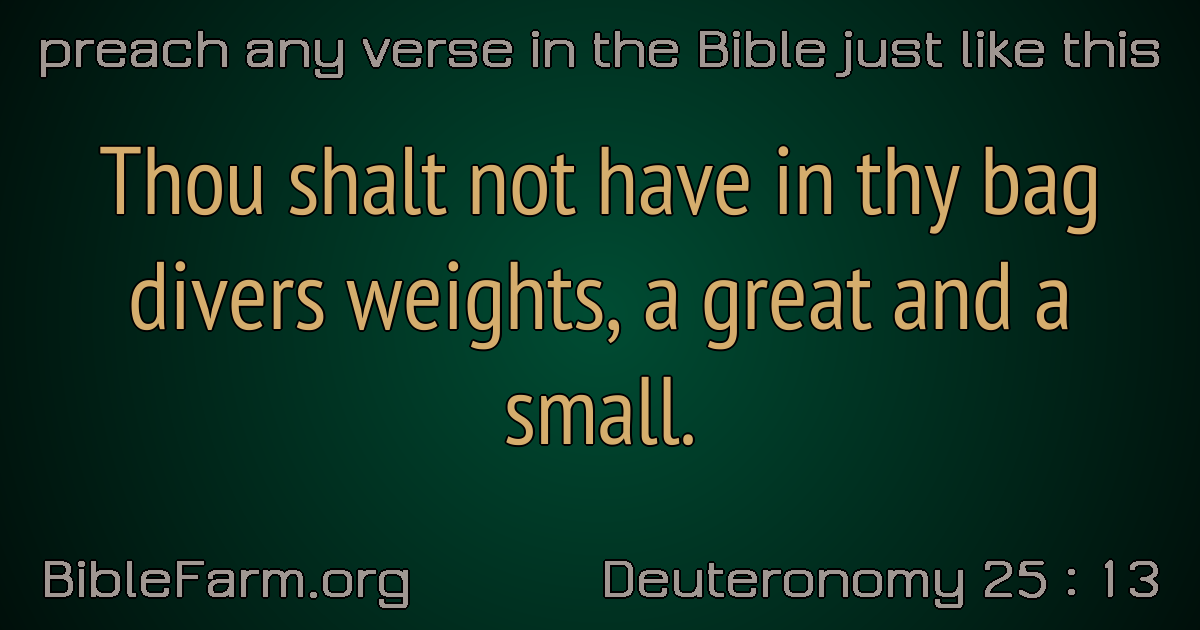 preach any verse in the Bible just like this
Thou shalt not have in thy bag
divers weights, a great and a
small.
BibleFarm.org
Deuteronomy 25 : 13